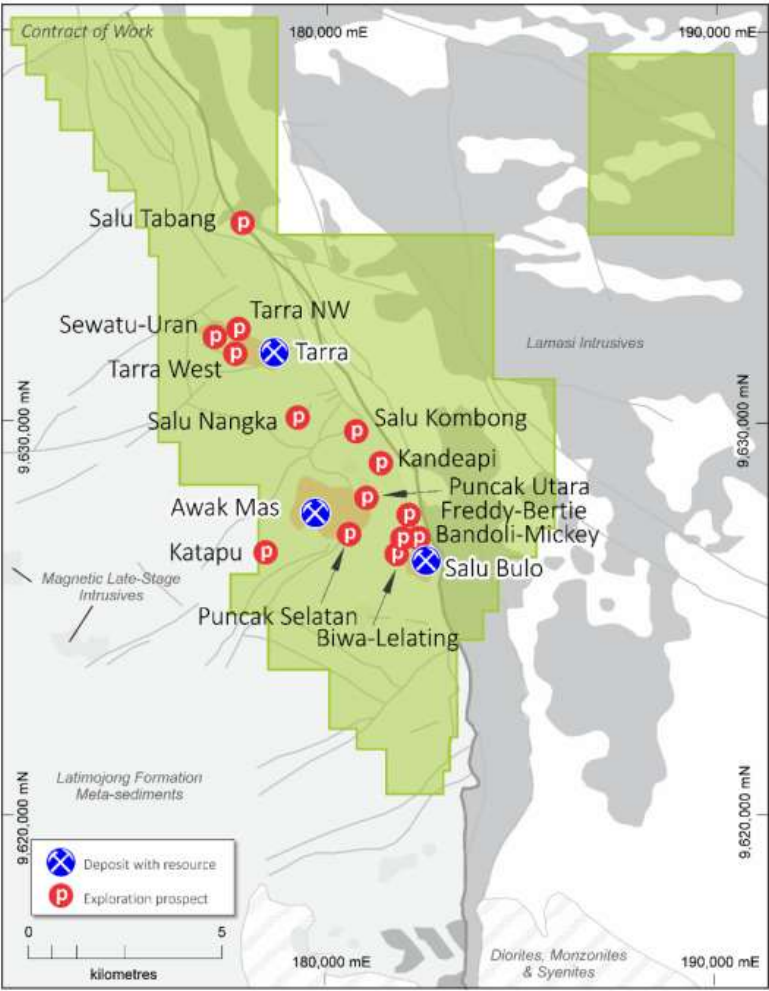 Contract of Work
180,000 mE
190,000 mE
Salu Tabang
p
Tarra NW
Sewatu-Uran
p
p
Tarra
Tarra West
p
Lamasi Intrusives
9,630,000 mN
9,630,000 mN
Salu Nangka
p
Salu Kombong
p
Kandeapi
p
Puncak Utara
p
Awak Mas
Freddy-Bertie
p
Bandoli-Mickey
p
p
p
p
Katapu
p
Salu Bulo
Magnetic Late-Stage
Intrusives
Puncak Selatan
Biwa-Lelating
Latimojong Formation
Meta-sediments
9,620,000 mN
9,620,000 mN
Deposit with resource
p
Exploration prospect
0
5
kilometres
180,000 mE
190,000 mE
Diorites, Monzonites
& Syenites